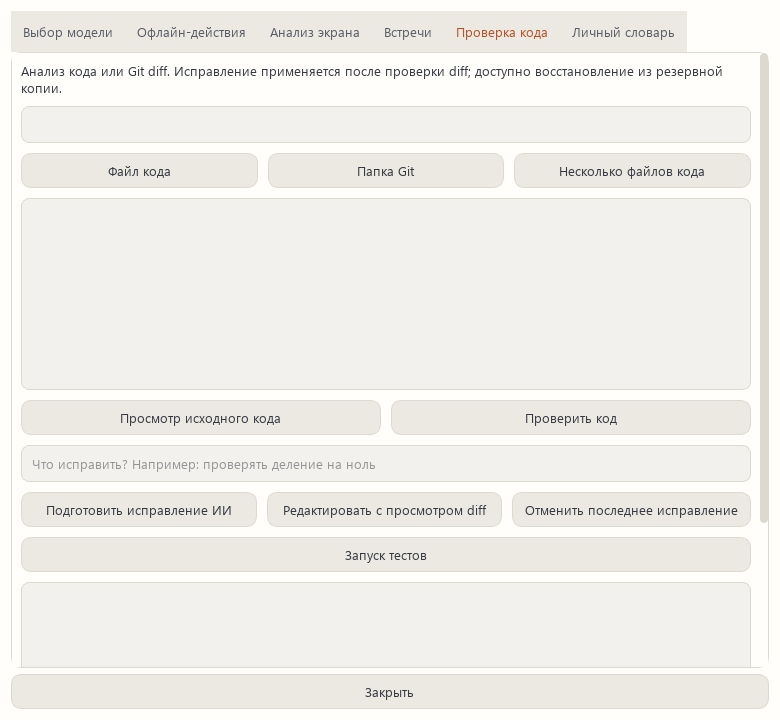 Выбор модели
Офлайн-действия
Анализ экрана
Встречи
Проверка кода
Личный словарь
Анализ кода или Git diff. Исправление применяется после проверки diff; доступно восстановление из резервной
копии.
Файл кода
Папка Git
Несколько файлов кода
Просмотр исходного кода
Проверить код
Что исправить? Например: проверять деление на ноль
Подготовить исправление ИИ
Редактировать с просмотром diff
Отменить последнее исправление
Запуск тестов
Закрыть